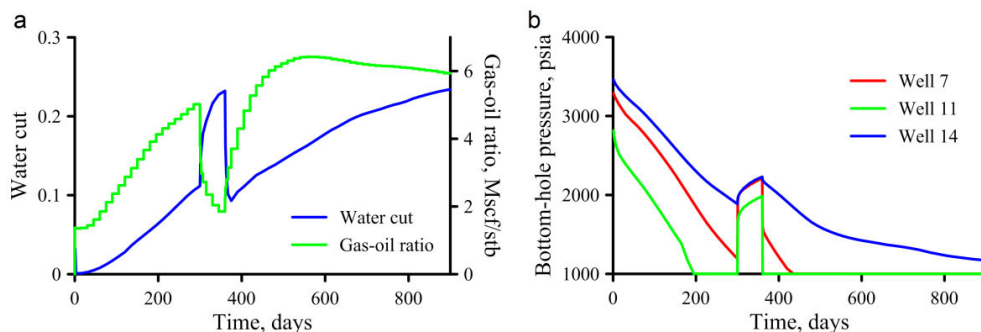 a
0.3
0.2
0.1
0
Water cut
6
4
2
0
Gas-oil ratio, Mscf/stb
Water cut
Gas-oil ratio
0
200
400
600
800
Time, days
b
4000
3000
2000
1000
Bottom-hole pressure, psia
Well 7
Well 11
Well 14
0
200
400
600
800
Time, days